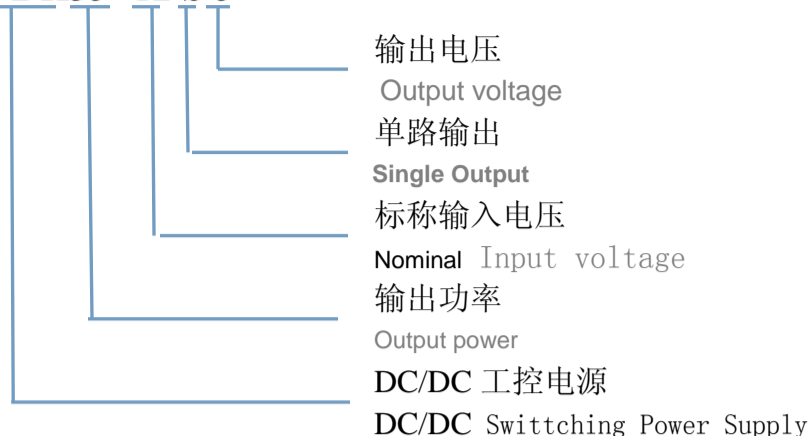 输出电压
Output voltage
单路输出
Single Output
标称输入电压
Nominal Input voltage
输出功率
Output power
DC/DC 工控电源
DC/DC Swittching Power Supply